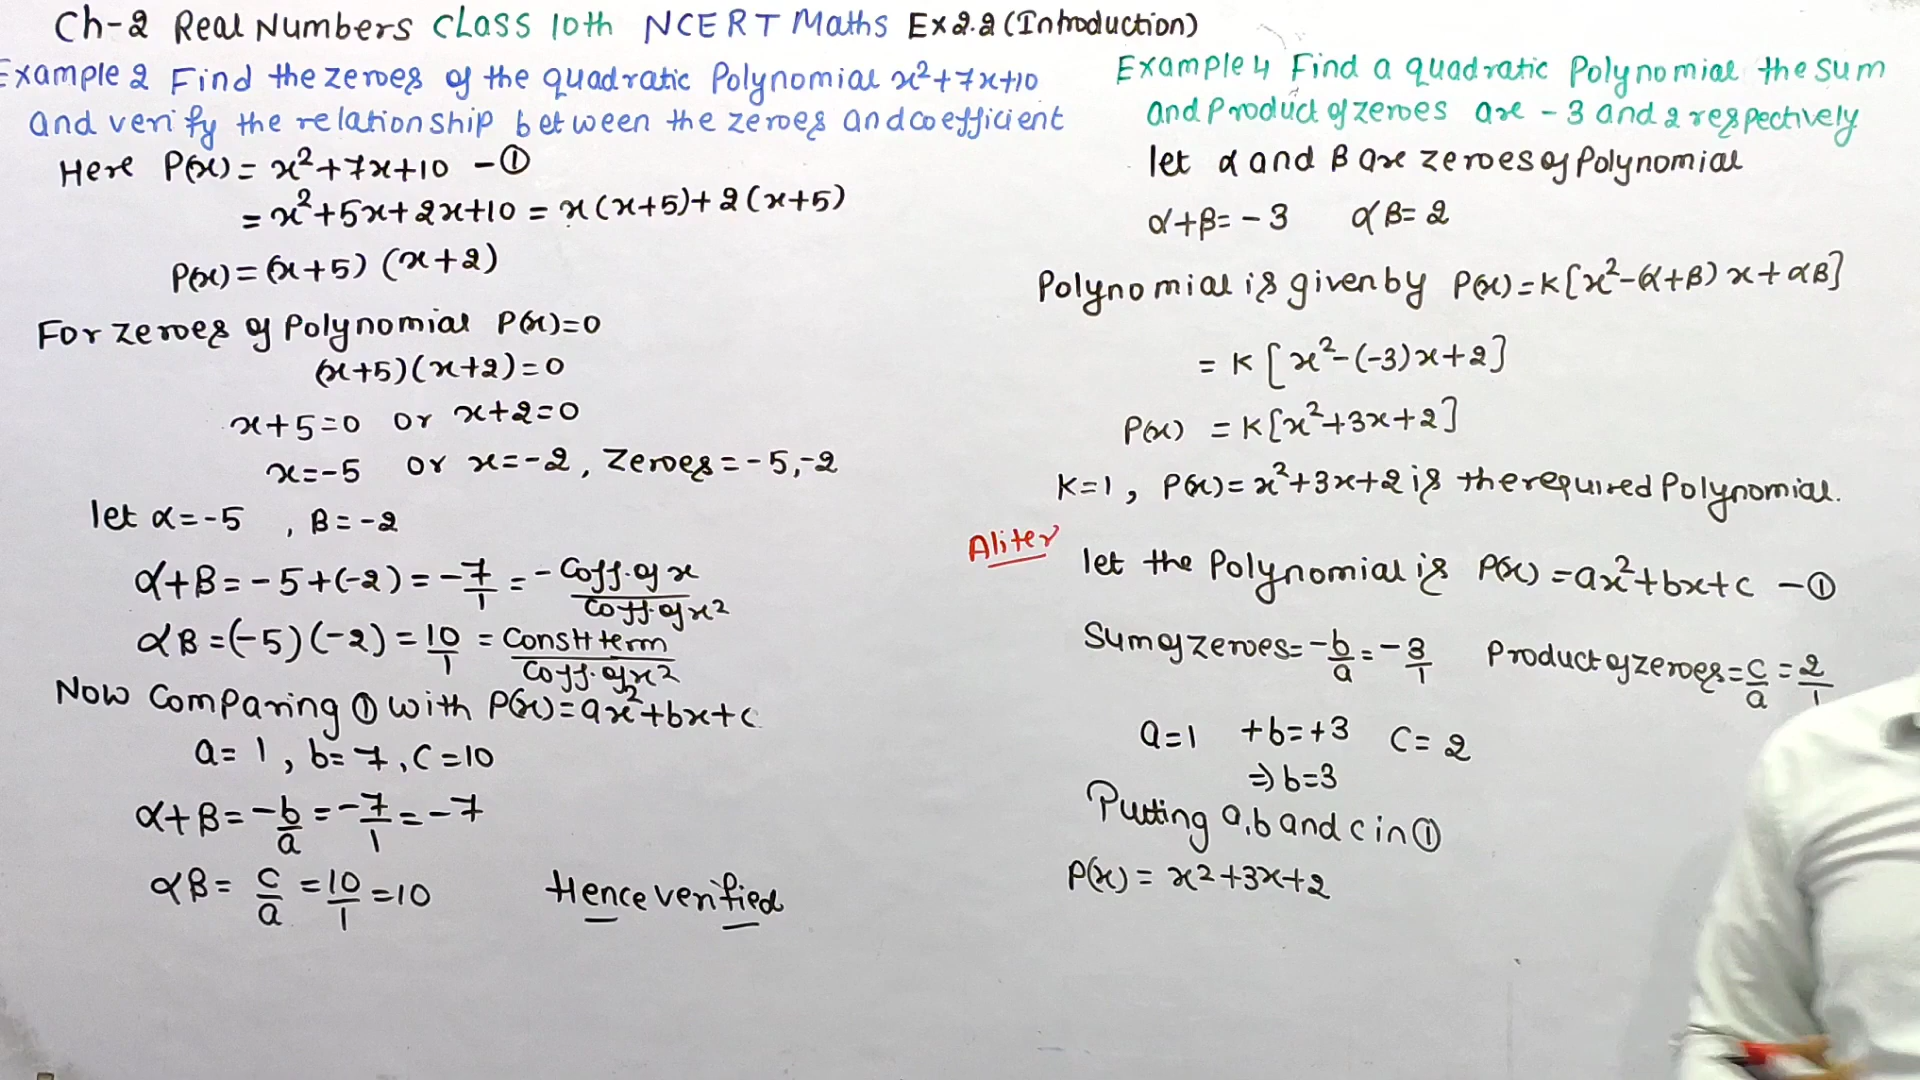 Ch-2 Real Numbers Class 10th NCERT Maths Ex2.2 (Introduction)
Example 2 Find the zeroes of the quadratic Polynomial x²+7x+10
and verify the relationship between the zeroes and coefficient
Here P(x) = x²+7x+10 -①
= x²+5x+2x+10 = x(x+5)+2(x+5)
P(x) = (x+5) (x+2)
For zeroes of Polynomial P(x)=0
(x+5)(x+2)=0
x+5=0 or x+2=0
x=-5 or x=-2, Zeroes=-5,-2
let α=-5 , β=-2
α+β=-5+(-2)=-7/1=-Coff. of x/Coff. of x²
αβ=(-5)(-2)=10/1=Constt term/Coff. of x²
Now Comparing ① with P(x)=ax²+bx+c
a=1, b=7, c=10
α+β=-b/a=-7/1=-7
αβ=c/a=10/1=10 Hence verified
Example 4 Find a quadratic Polynomial the sum
and Product of zeroes are -3 and 2 respectively
let α and β are zeroes of Polynomial
α+β=-3 αβ=2
Polynomial is given by P(x)=K[x²-(α+β)x+αβ]
= K[x²-(-3)x+2]
P(x) = K[x²+3x+2]
K=1, P(x)=x²+3x+2 is the required Polynomial.
Aliter let the Polynomial is P(x)=ax²+bx+c -①
Sum of zeroes=-b/a=-3/1 Product of zeroes=c/a=2/1
a=1 +b=+3 c=2
⇒b=3
Putting a,b and c in ①
P(x) = x²+3x+2